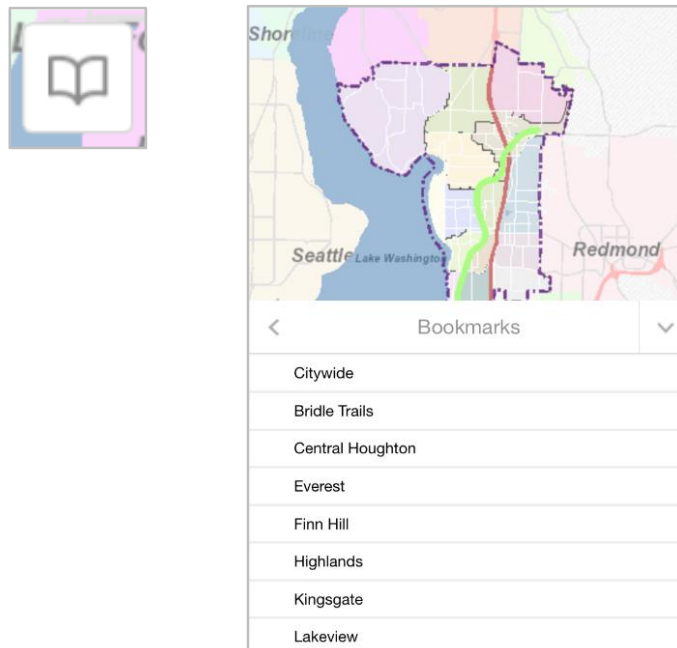 Shoreline
Seattle
Lake Washington
Redmond
Bookmarks
Citywide
Bridle Trails
Central Houghton
Everest
Finn Hill
Highlands
Kingsgate
Lakeview